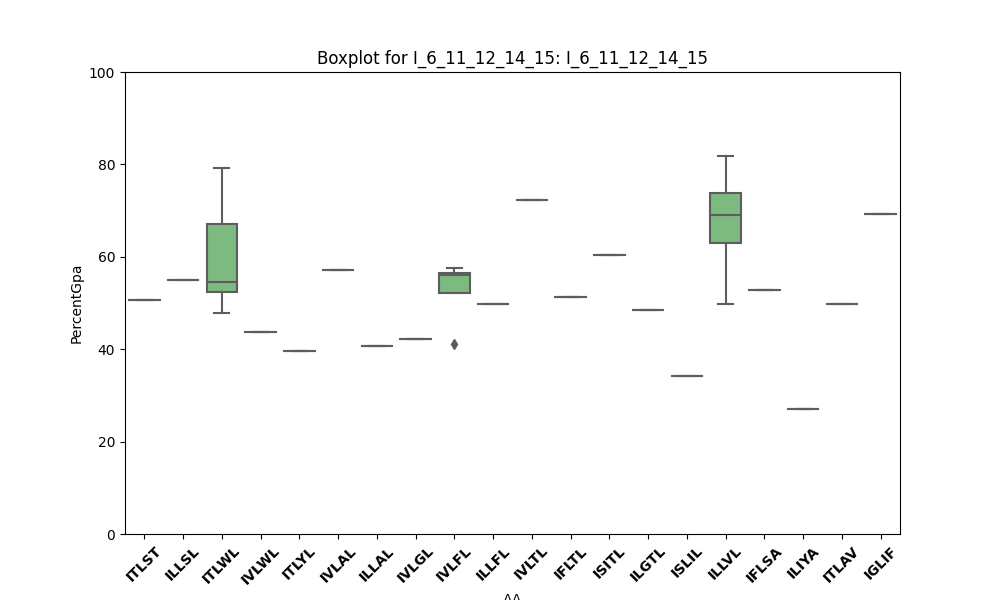 Boxplot for I_6_11_12_14_15: I_6_11_12_14_15
PercentGpa
100
80
60
40
20
0
ITLST ILLSL ITLWL IVLWL ITLYL IVLAL ILLAL IVLGL IVLFL ILLFL IVLTL IFLTL ISITL ILGTL ISLIL ILLVL IFLSA ILIYA ITLAV IGLIF
AA